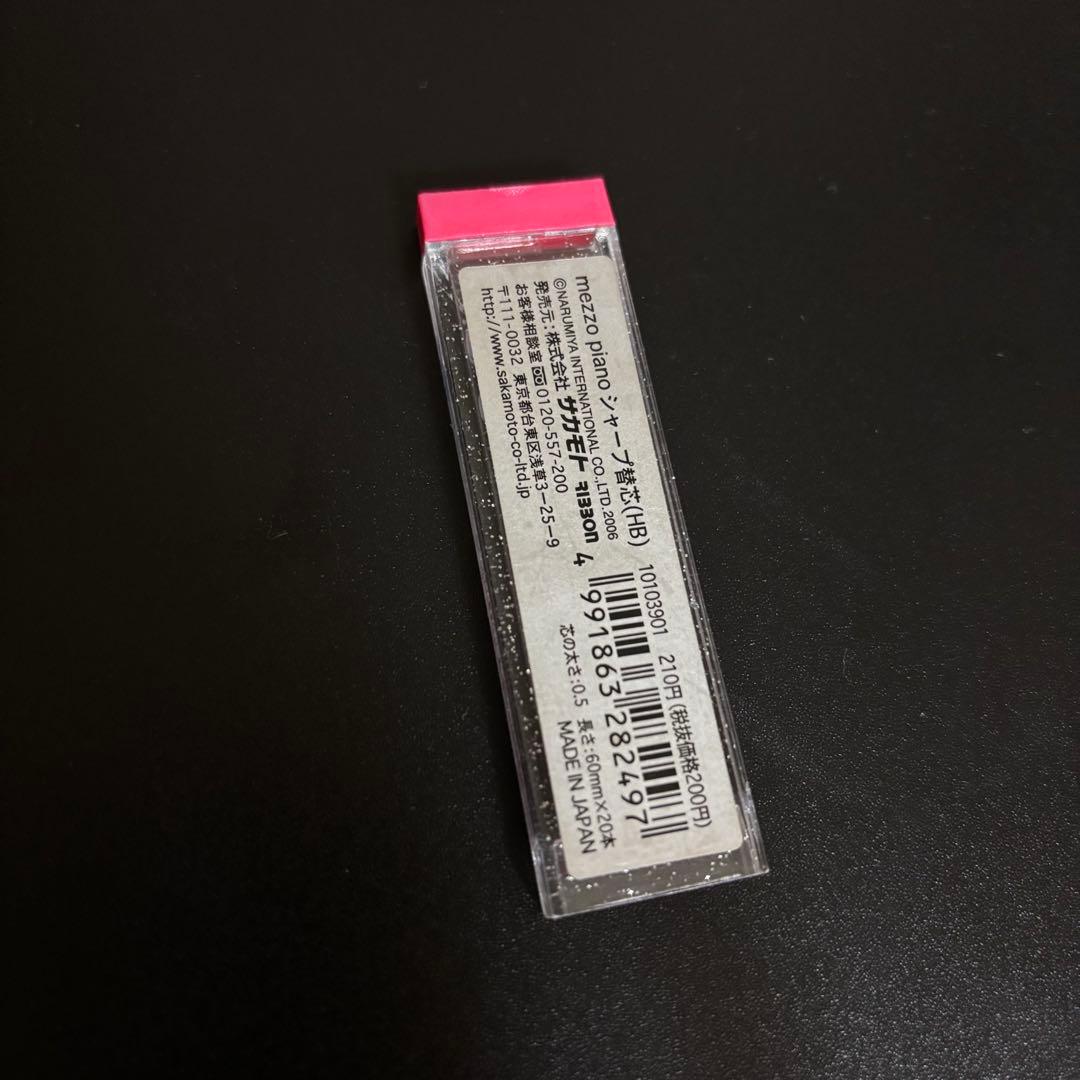 mezzo piano シャープ替芯(HB)
©NARUMIYA INTERNATIONAL CO.,LTD.2006
発売元:株式会社 サカモト RIBBON
お客様相談室 0120-557-200
〒111-0032 東京都台東区浅草3-25-9
http://www.sakamoto-co-ltd.jp
10103901 210円(税抜価格200円)
4 991863 282497
芯の太さ:0.5 長さ:60mm×20本
MADE IN JAPAN